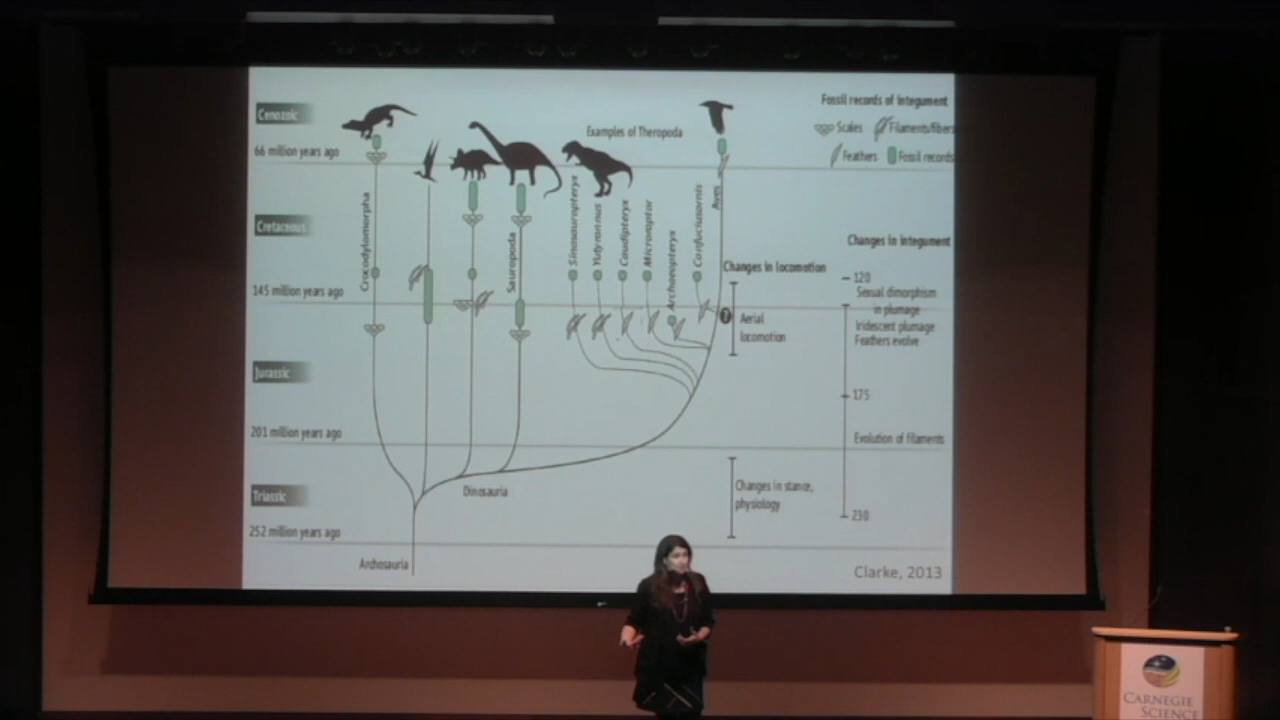 Cenozoic
66 million years ago
Cretaceous
145 million years ago
Jurassic
201 million years ago
Triassic
252 million years ago
Crocodylomorpha
Sauropoda
Examples of Theropoda
Sinosauropteryx
Yutyrannus
Caudipteryx
Microraptor
Archaeopteryx
Confuciusornis
Aves
Dinosauria
Archosauria
Fossil records of integument
Scales
Filaments/fibers
Feathers
Fossil records
Changes in locomotion
?
Aerial
locomotion
Changes in stance,
physiology
Changes in integument
120
Sexual dimorphism
in plumage
Iridescent plumage
Feathers evolve
175
Evolution of filaments
230
Clarke, 2013
CARNEGIE
SCIENCE